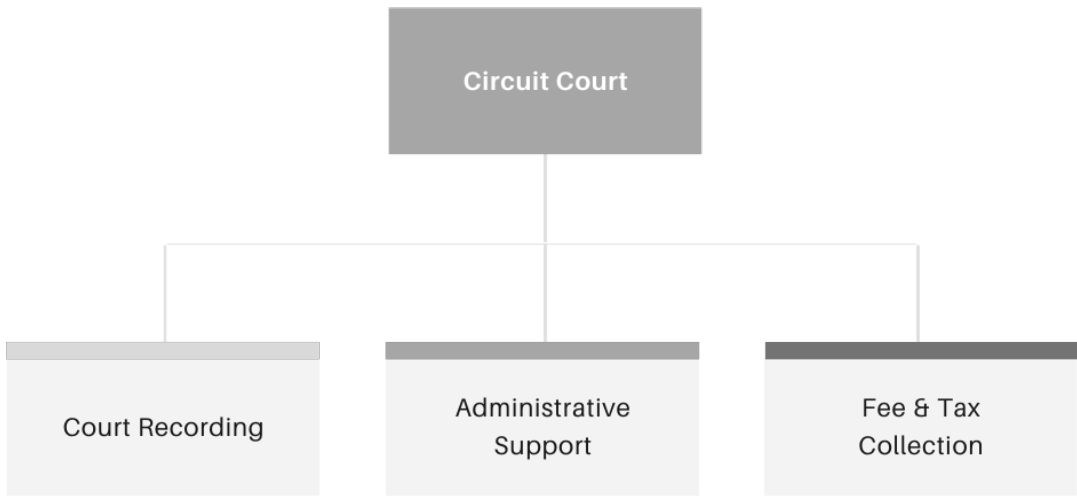 Circuit Court
Court Recording
Administrative
Support
Fee & Tax
Collection